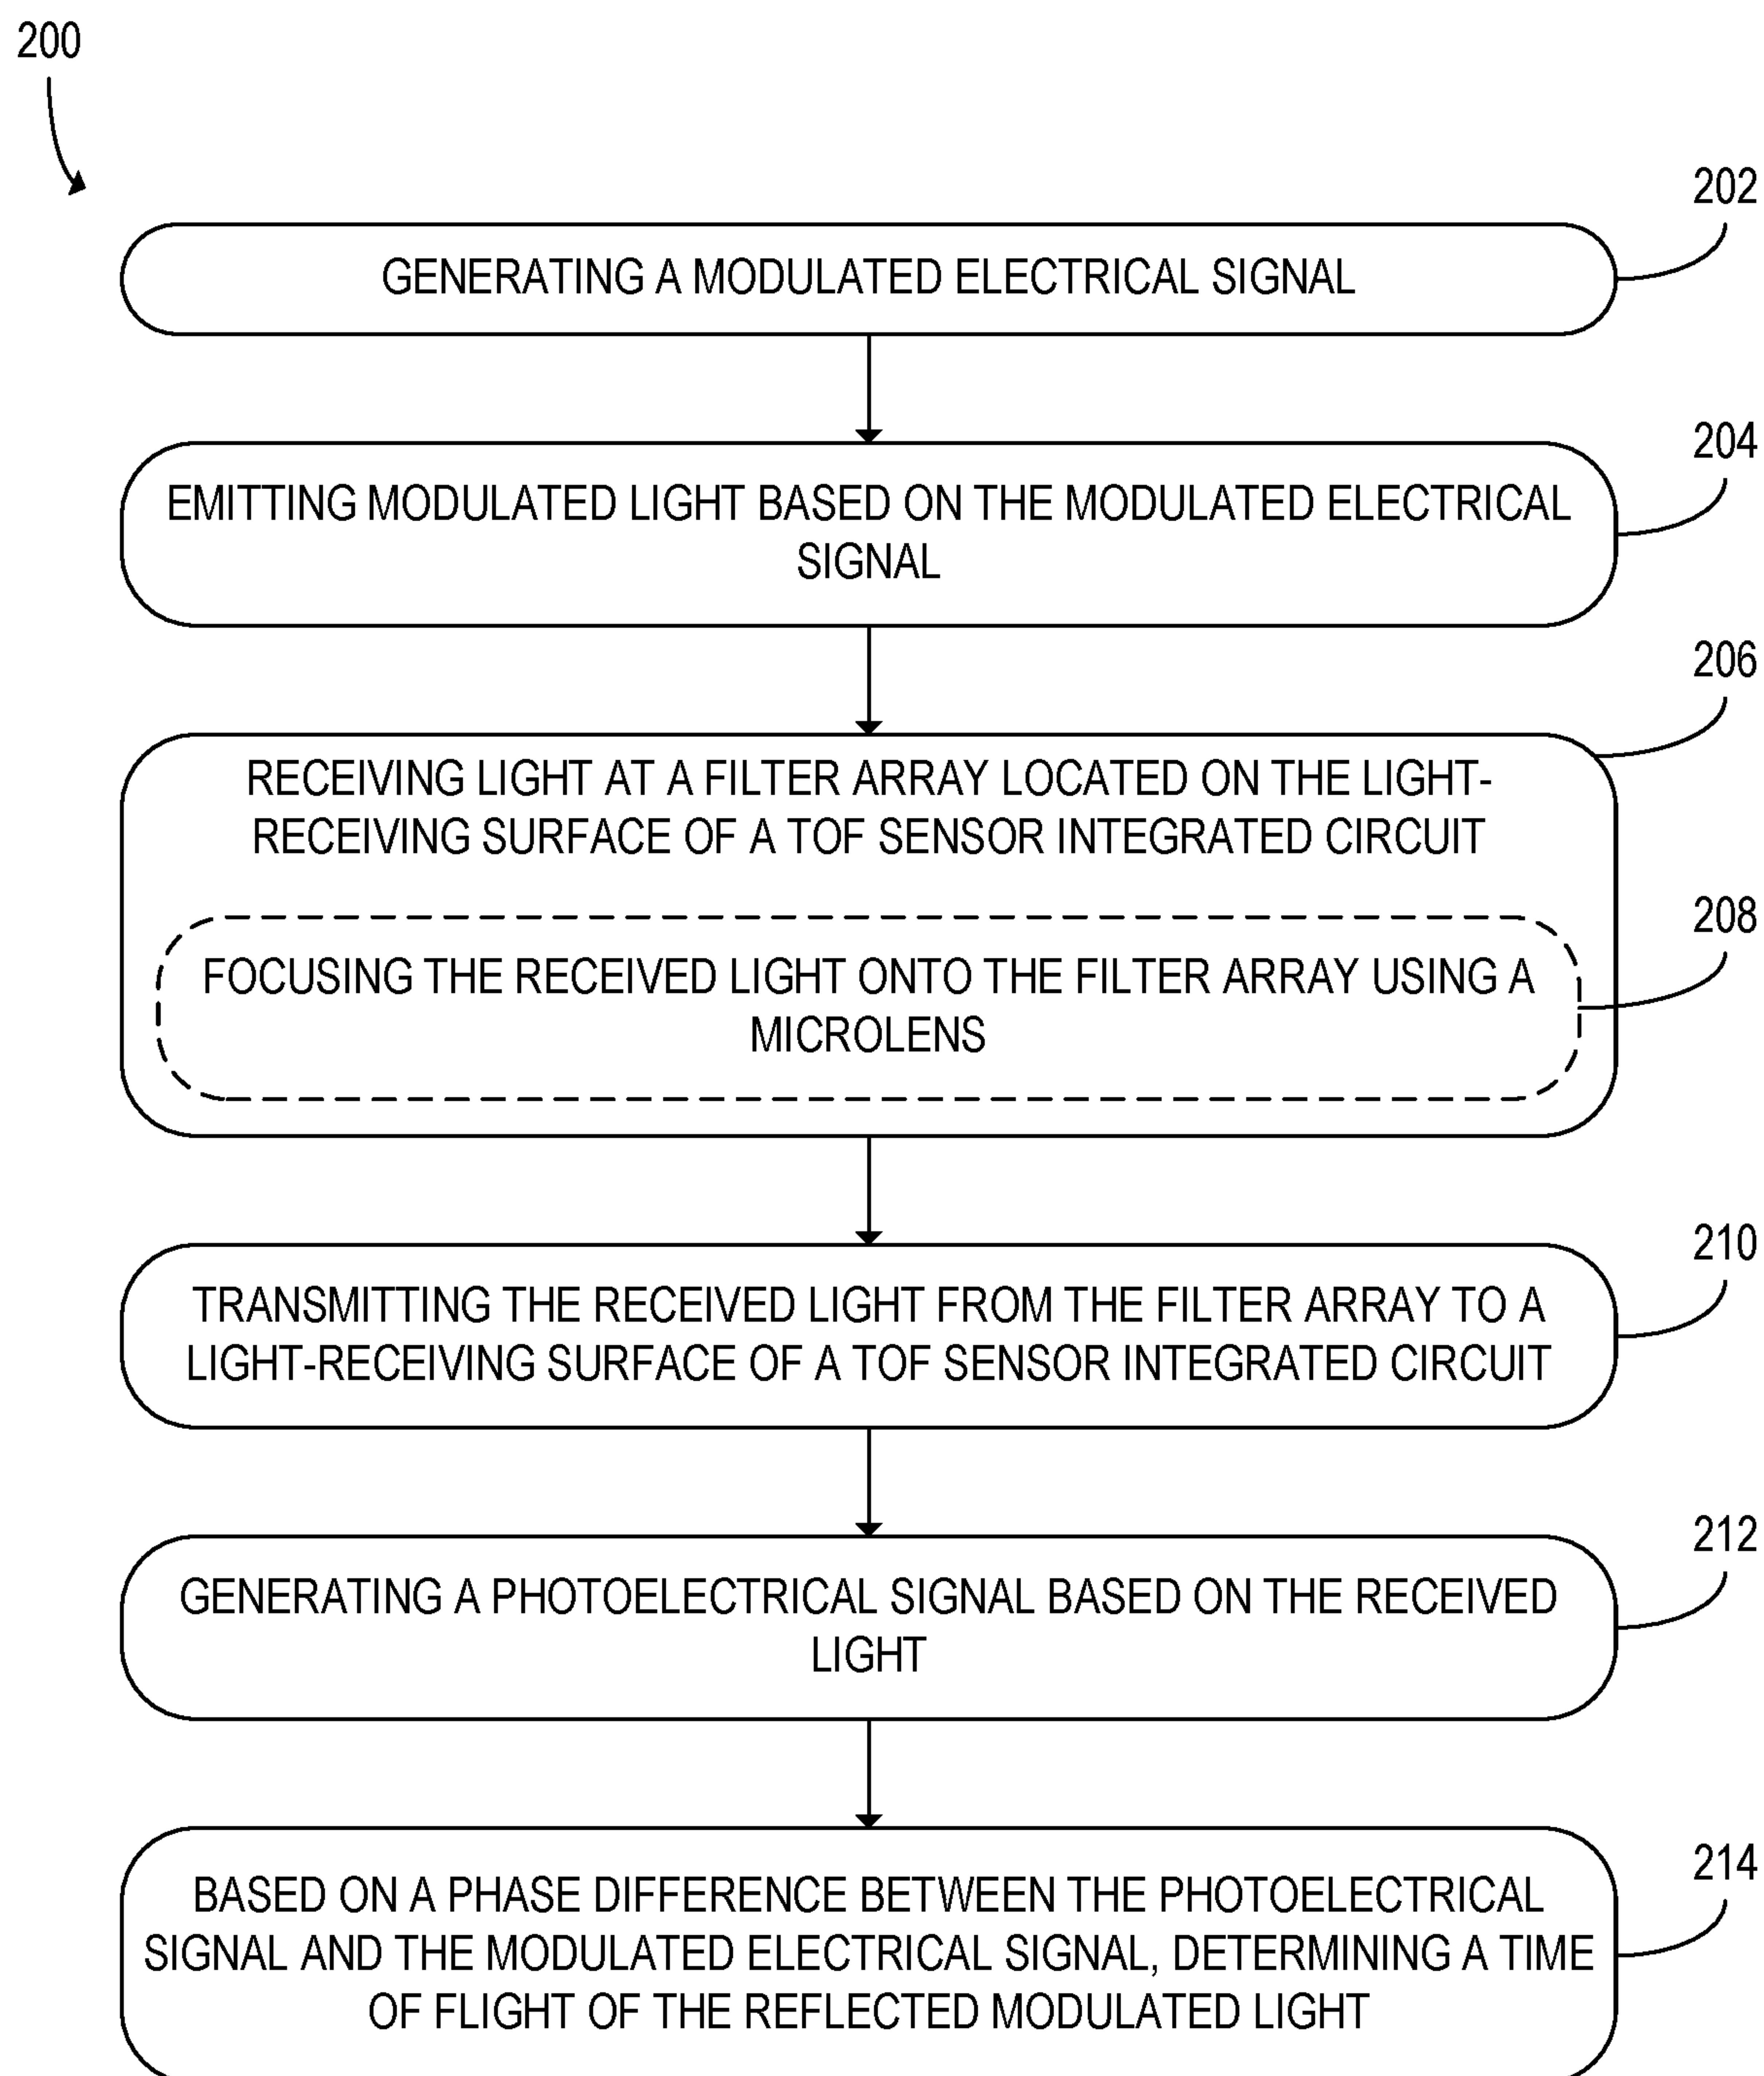 200
202
GENERATING A MODULATED ELECTRICAL SIGNAL
204
EMITTING MODULATED LIGHT BASED ON THE MODULATED ELECTRICAL
SIGNAL
206
RECEIVING LIGHT AT A FILTER ARRAY LOCATED ON THE LIGHT-
RECEIVING SURFACE OF A TOF SENSOR INTEGRATED CIRCUIT
208
FOCUSING THE RECEIVED LIGHT ONTO THE FILTER ARRAY USING A
MICROLENS
210
TRANSMITTING THE RECEIVED LIGHT FROM THE FILTER ARRAY TO A
LIGHT-RECEIVING SURFACE OF A TOF SENSOR INTEGRATED CIRCUIT
212
GENERATING A PHOTOELECTRICAL SIGNAL BASED ON THE RECEIVED
LIGHT
214
BASED ON A PHASE DIFFERENCE BETWEEN THE PHOTOELECTRICAL
SIGNAL AND THE MODULATED ELECTRICAL SIGNAL, DETERMINING A TIME
OF FLIGHT OF THE REFLECTED MODULATED LIGHT